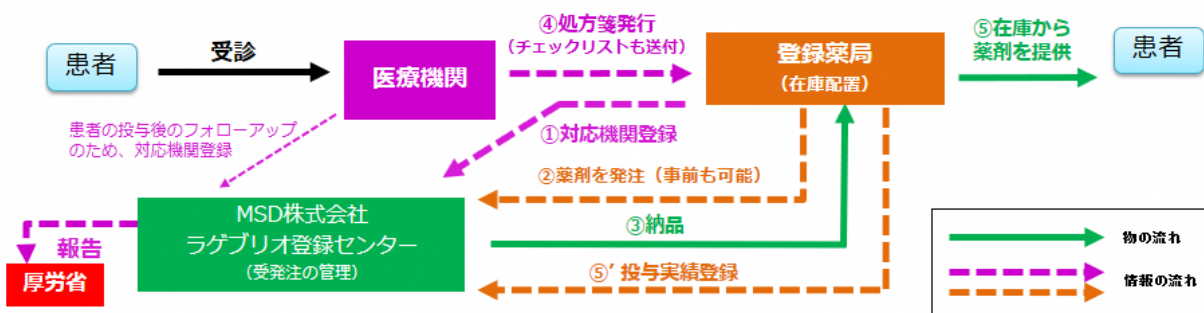 患者
受診
医療機関
④処方箋発行
（チェックリストも送付）
登録薬局
（在庫配置）
⑤在庫から
薬剤を提供
患者
患者の投与後のフォローアップ
のため、対応機関登録
①対応機関登録
②薬剤を発注（事前も可能）
MSD株式会社
ラゲブリオ登録センター
（受発注の管理）
③納品
報告
厚労省
⑤’投与実績登録
物の流れ
情報の流れ